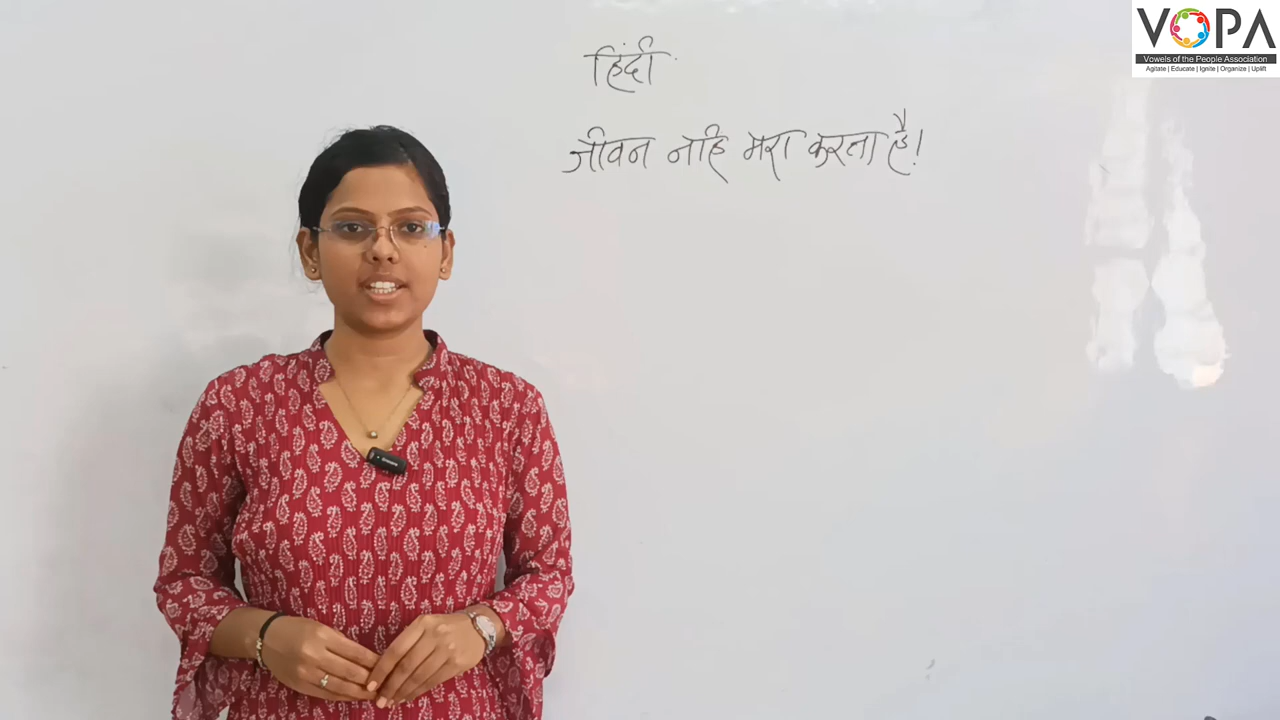 VOPA
Vowels of the People Association
Agitate | Educate | Ignite | Organize | Uplift
हिंदी
जीवन नहि मरा करता है!